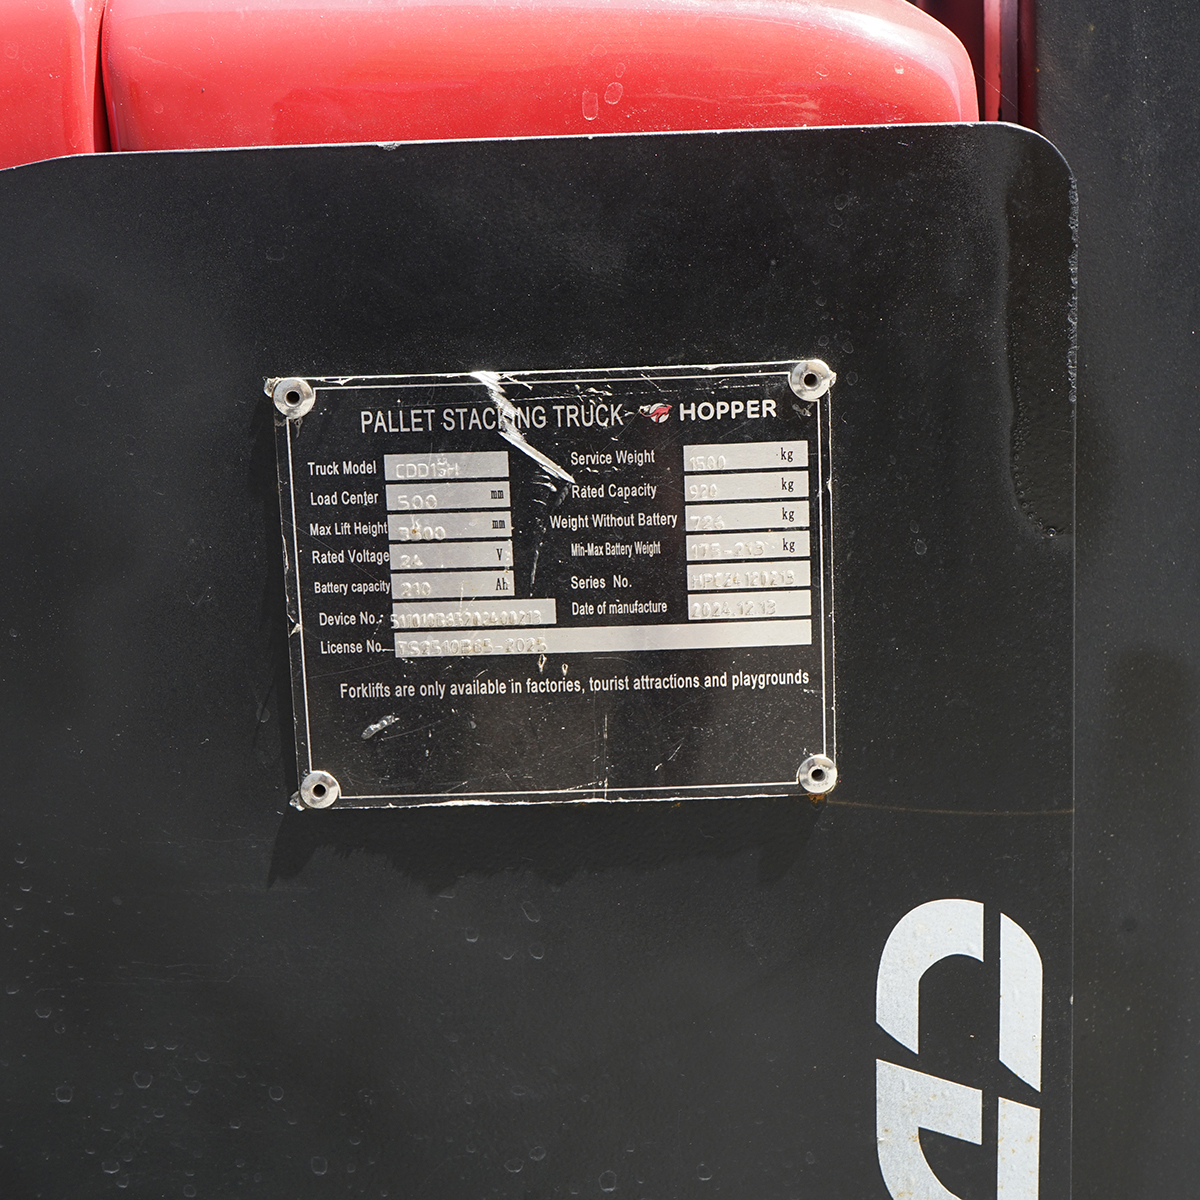 PALLET STACKING TRUCK HOPPER
Truck Model CDD15H Service Weight kg
Load Center 500 mm Rated Capacity 920 kg
Max Lift Height mm Weight Without Battery kg
Rated Voltage 24 V Min-Max Battery Weight kg
Battery capacity 210 Ah Series No.
Device No.: Date of manufacture 2024.12.13
License No.
Forklifts are only available in factories, tourist attractions and playgrounds